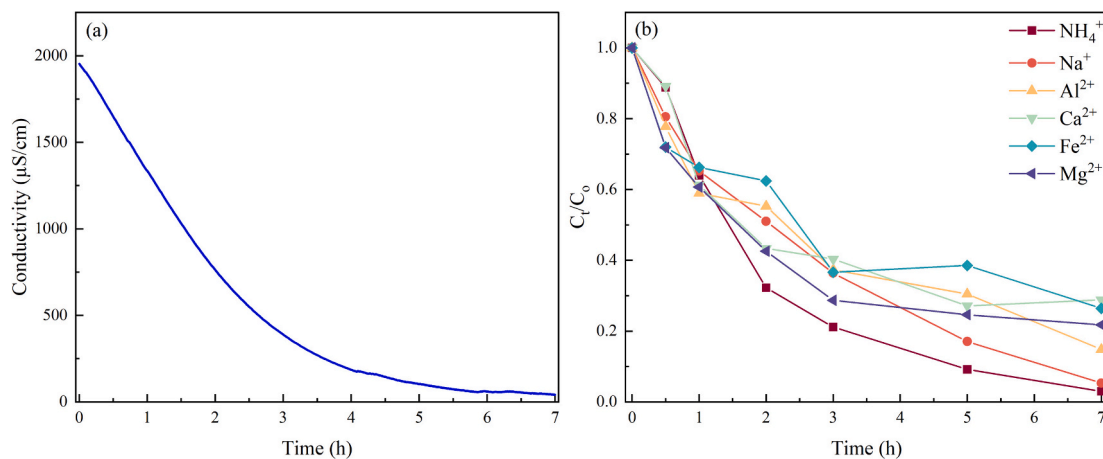 (a)
2000
1500
1000
500
0
Conductivity (µS/cm)
0 1 2 3 4 5 6 7
Time (h)
(b)
1.0
0.8
0.6
0.4
0.2
0.0
Cₜ/Cₒ
0 1 2 3 4 5 6 7
Time (h)
NH₄⁺
Na⁺
Al²⁺
Ca²⁺
Fe²⁺
Mg²⁺